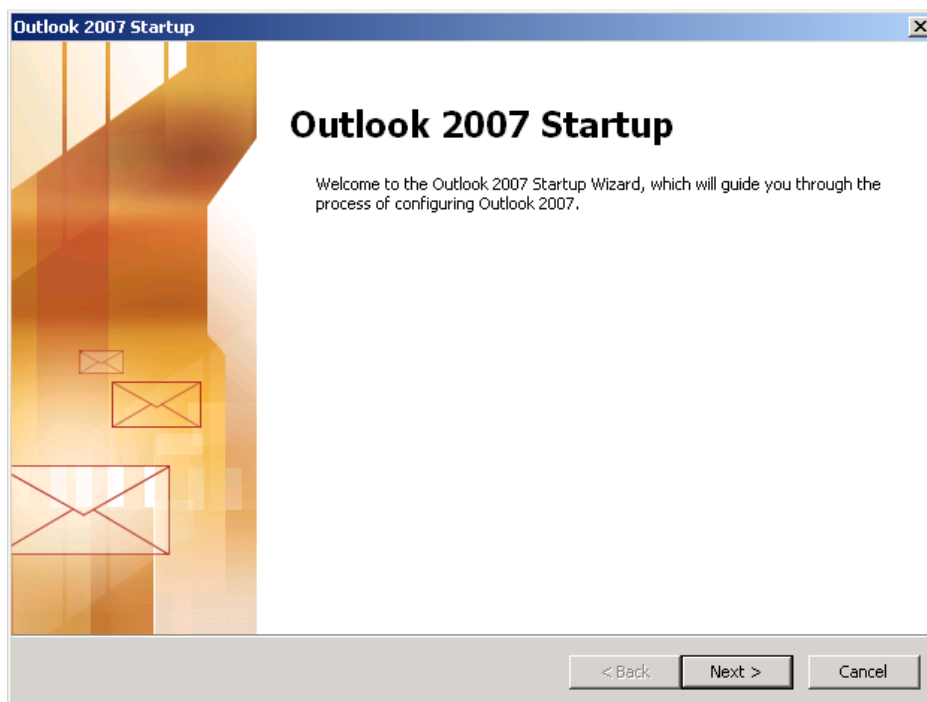 Outlook 2007 Startup
Outlook 2007 Startup
Welcome to the Outlook 2007 Startup Wizard, which will guide you through the
process of configuring Outlook 2007.
< Back
Next >
Cancel